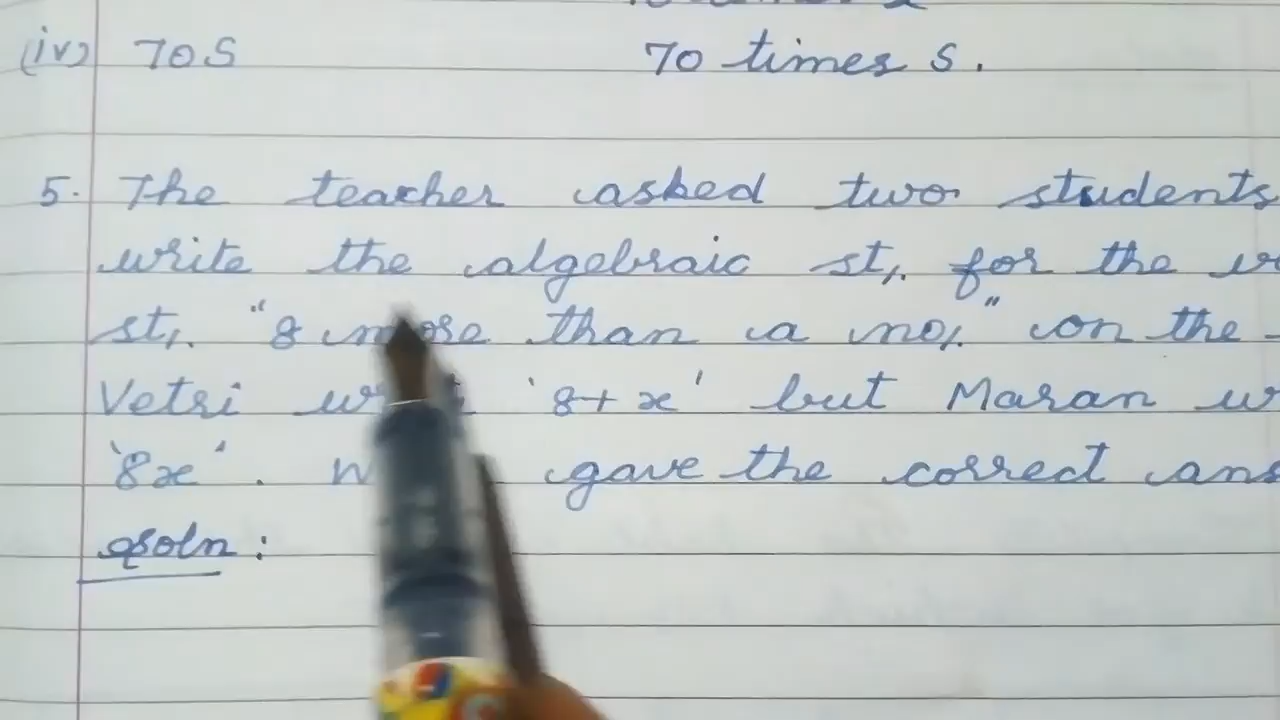 (iv) 70S 70 times S.
5. The teacher asked two students
write the algebraic st,. for the
st,. "8 more than a no,." on the
Vetri '8+x' but Maran
'8x'. gave the correct
Soln: